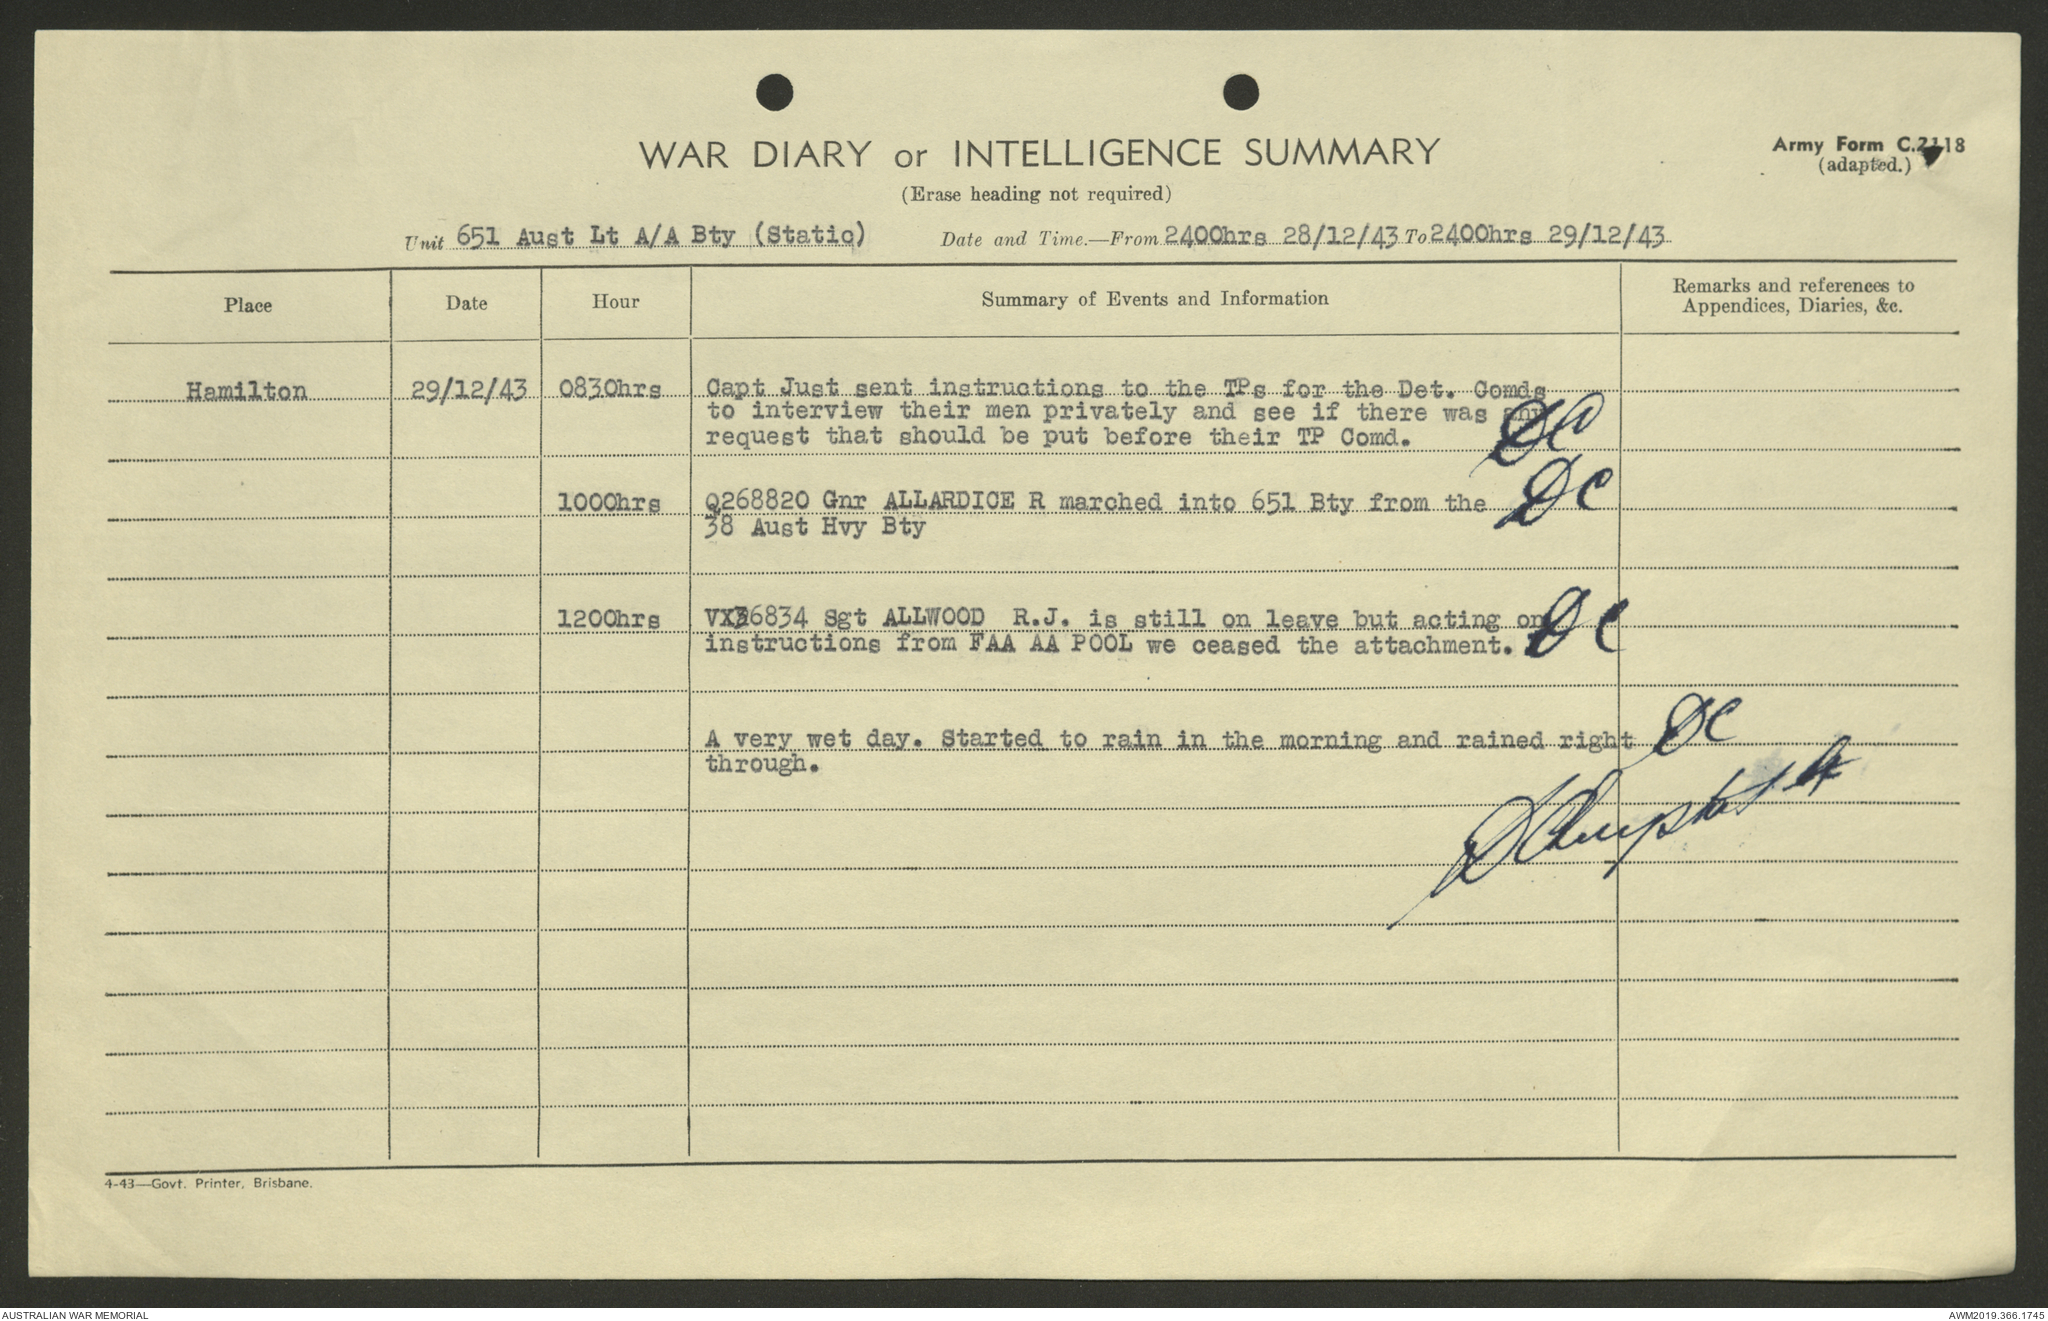 WAR DIARY or INTELLIGENCE SUMMARY
Army Form C.2118
(adapted.)
(Erase heading not required)
Unit 651 Aust Lt A/A Bty (Static) Date and Time.—From 2400hrs 28/12/43 To 2400hrs 29/12/43
Place Date Hour Summary of Events and Information Remarks and references to
Appendices, Diaries, &c.
Hamilton 29/12/43 0830hrs Capt Just sent instructions to the TPs for the Det. Comds
to interview their men privately and see if there was any
request that should be put before their TP Comd. DC
1000hrs Q268820 Gnr ALLARDICE R marched into 651 Bty from the DC
38 Aust Hvy Bty
1200hrs VX36834 Sgt ALLWOOD R.J. is still on leave but acting on
instructions from FAA AA POOL we ceased the attachment. DC
A very wet day. Started to rain in the morning and rained right DC
through.
4-43—Govt. Printer, Brisbane.
AUSTRALIAN WAR MEMORIAL
AWM2019.366.1745